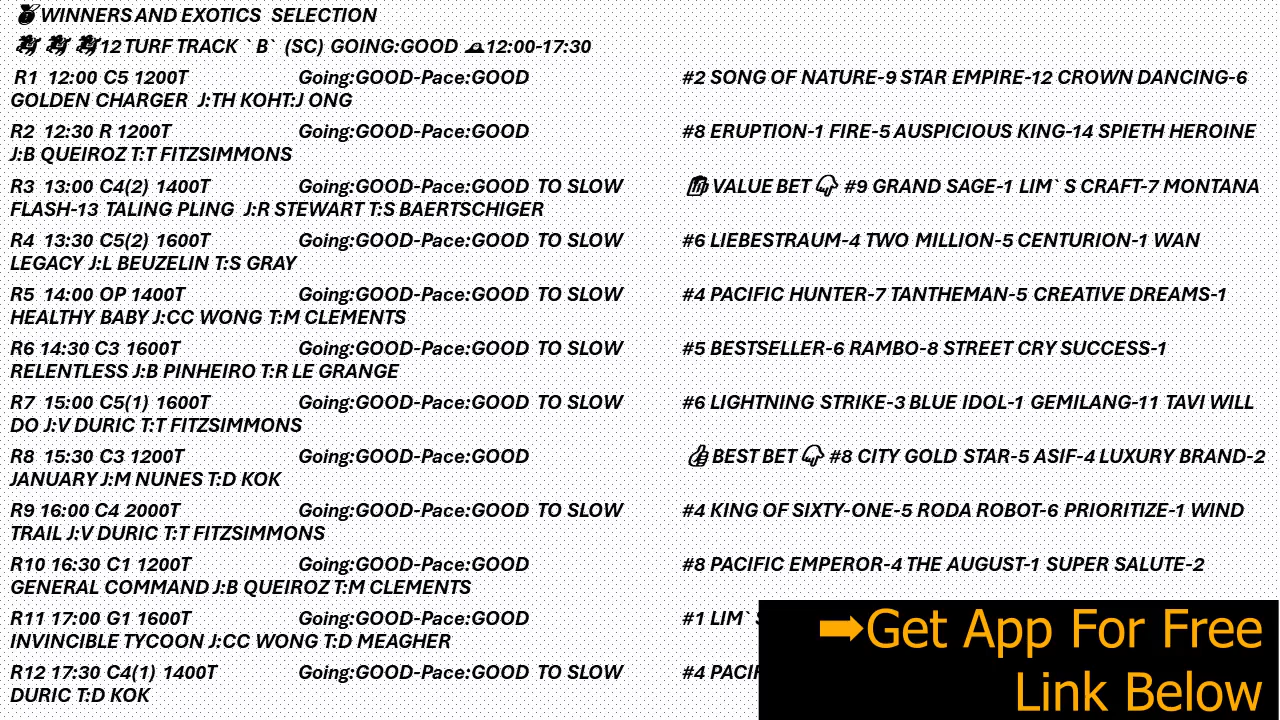 WINNERS AND EXOTICS SELECTION
12 TURF TRACK `B` (SC) GOING:GOOD 12:00-17:30
R1 12:00 C5 1200T Going:GOOD-Pace:GOOD #2 SONG OF NATURE-9 STAR EMPIRE-12 CROWN DANCING-6
GOLDEN CHARGER J:TH KOHT:J ONG
R2 12:30 R 1200T Going:GOOD-Pace:GOOD #8 ERUPTION-1 FIRE-5 AUSPICIOUS KING-14 SPIETH HEROINE
J:B QUEIROZ T:T FITZSIMMONS
R3 13:00 C4(2) 1400T Going:GOOD-Pace:GOOD TO SLOW VALUE BET #9 GRAND SAGE-1 LIM`S CRAFT-7 MONTANA
FLASH-13 TALING PLING J:R STEWART T:S BAERTSCHIGER
R4 13:30 C5(2) 1600T Going:GOOD-Pace:GOOD TO SLOW #6 LIEBESTRAUM-4 TWO MILLION-5 CENTURION-1 WAN
LEGACY J:L BEUZELIN T:S GRAY
R5 14:00 OP 1400T Going:GOOD-Pace:GOOD TO SLOW #4 PACIFIC HUNTER-7 TANTHEMAN-5 CREATIVE DREAMS-1
HEALTHY BABY J:CC WONG T:M CLEMENTS
R6 14:30 C3 1600T Going:GOOD-Pace:GOOD TO SLOW #5 BESTSELLER-6 RAMBO-8 STREET CRY SUCCESS-1
RELENTLESS J:B PINHEIRO T:R LE GRANGE
R7 15:00 C5(1) 1600T Going:GOOD-Pace:GOOD TO SLOW #6 LIGHTNING STRIKE-3 BLUE IDOL-1 GEMILANG-11 TAVI WILL
DO J:V DURIC T:T FITZSIMMONS
R8 15:30 C3 1200T Going:GOOD-Pace:GOOD BEST BET #8 CITY GOLD STAR-5 ASIF-4 LUXURY BRAND-2
JANUARY J:M NUNES T:D KOK
R9 16:00 C4 2000T Going:GOOD-Pace:GOOD TO SLOW #4 KING OF SIXTY-ONE-5 RODA ROBOT-6 PRIORITIZE-1 WIND
TRAIL J:V DURIC T:T FITZSIMMONS
R10 16:30 C1 1200T Going:GOOD-Pace:GOOD #8 PACIFIC EMPEROR-4 THE AUGUST-1 SUPER SALUTE-2
GENERAL COMMAND J:B QUEIROZ T:M CLEMENTS
R11 17:00 G1 1600T Going:GOOD-Pace:GOOD #1 LIM`
INVINCIBLE TYCOON J:CC WONG T:D MEAGHER
R12 17:30 C4(1) 1400T Going:GOOD-Pace:GOOD TO SLOW #4
DURIC T:D KOK
➡Get App For Free
Link Below